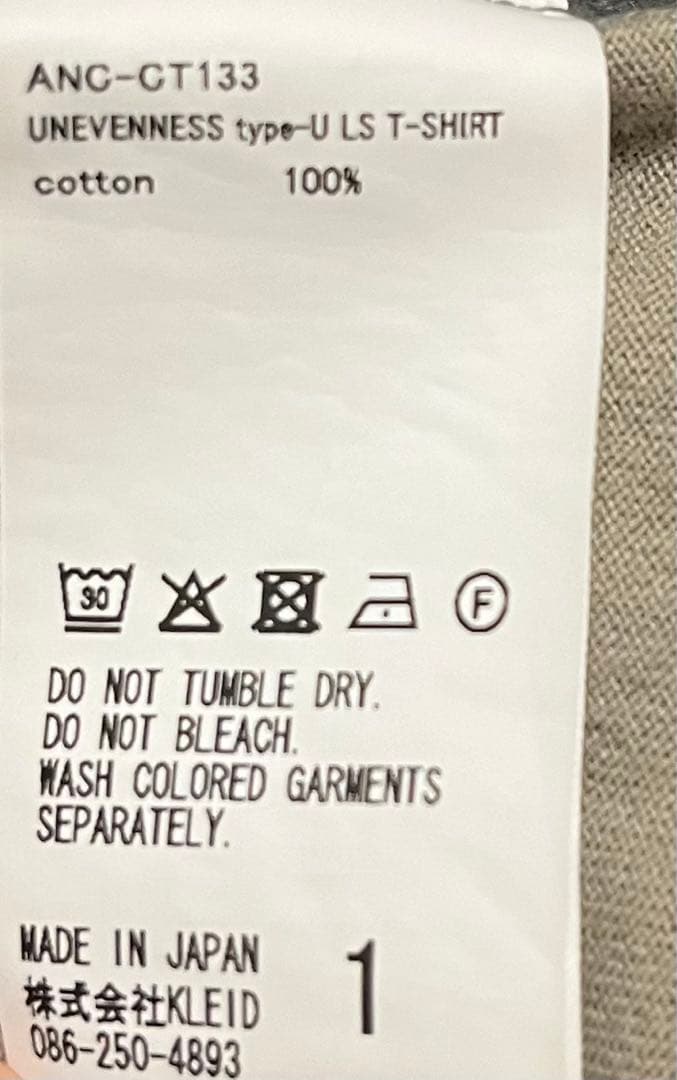 ANC-CT133
UNEVENNESS type-U LS T-SHIRT
cotton 100%
30
F
DO NOT TUMBLE DRY.
DO NOT BLEACH.
WASH COLORED GARMENTS
SEPARATELY.
MADE IN JAPAN
株式会社KLEID
086-250-4893
1